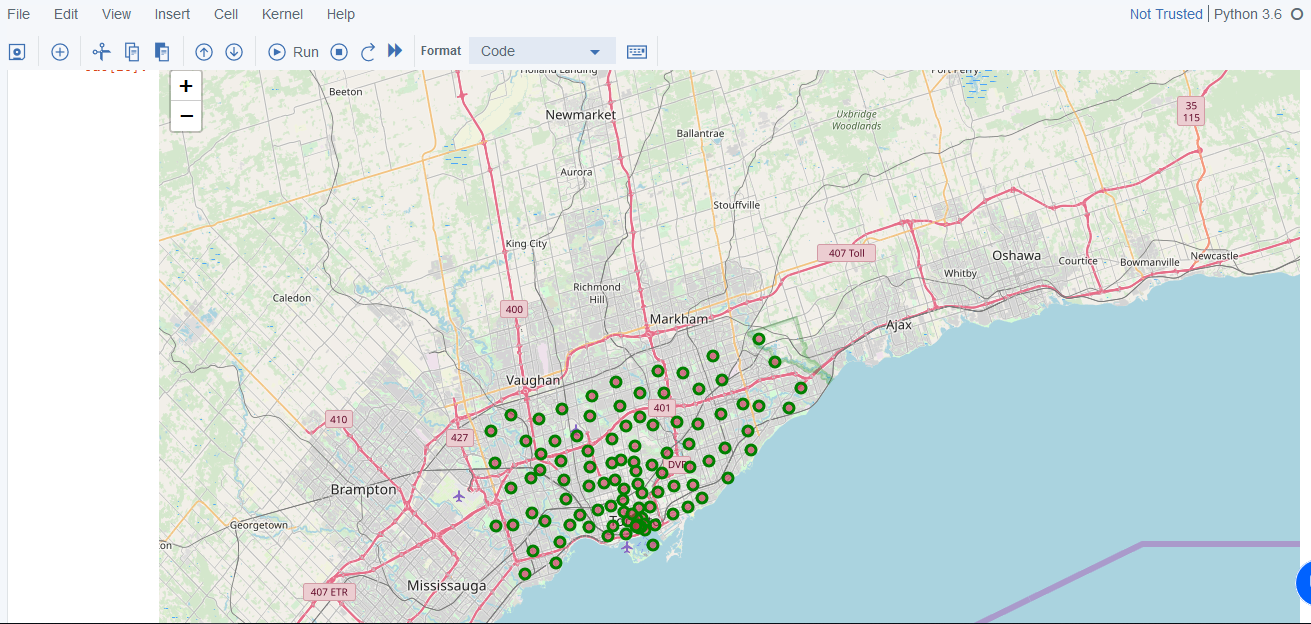 File Edit View Insert Cell Kernel Help
Not Trusted Python 3.6
Run
Format Code
+
−
Holland Landing
Port Perry
Beeton
Newmarket
35
115
Uxbridge
Woodlands
Ballantrae
Aurora
Stouffville
King City
407 Toll
Oshawa
Courtice
Bowmanville
Newcastle
Whitby
Richmond
Hill
Caledon
400
Markham
Ajax
Vaughan
401
410
427
DVP
Brampton
Georgetown
Mississauga
407 ETR